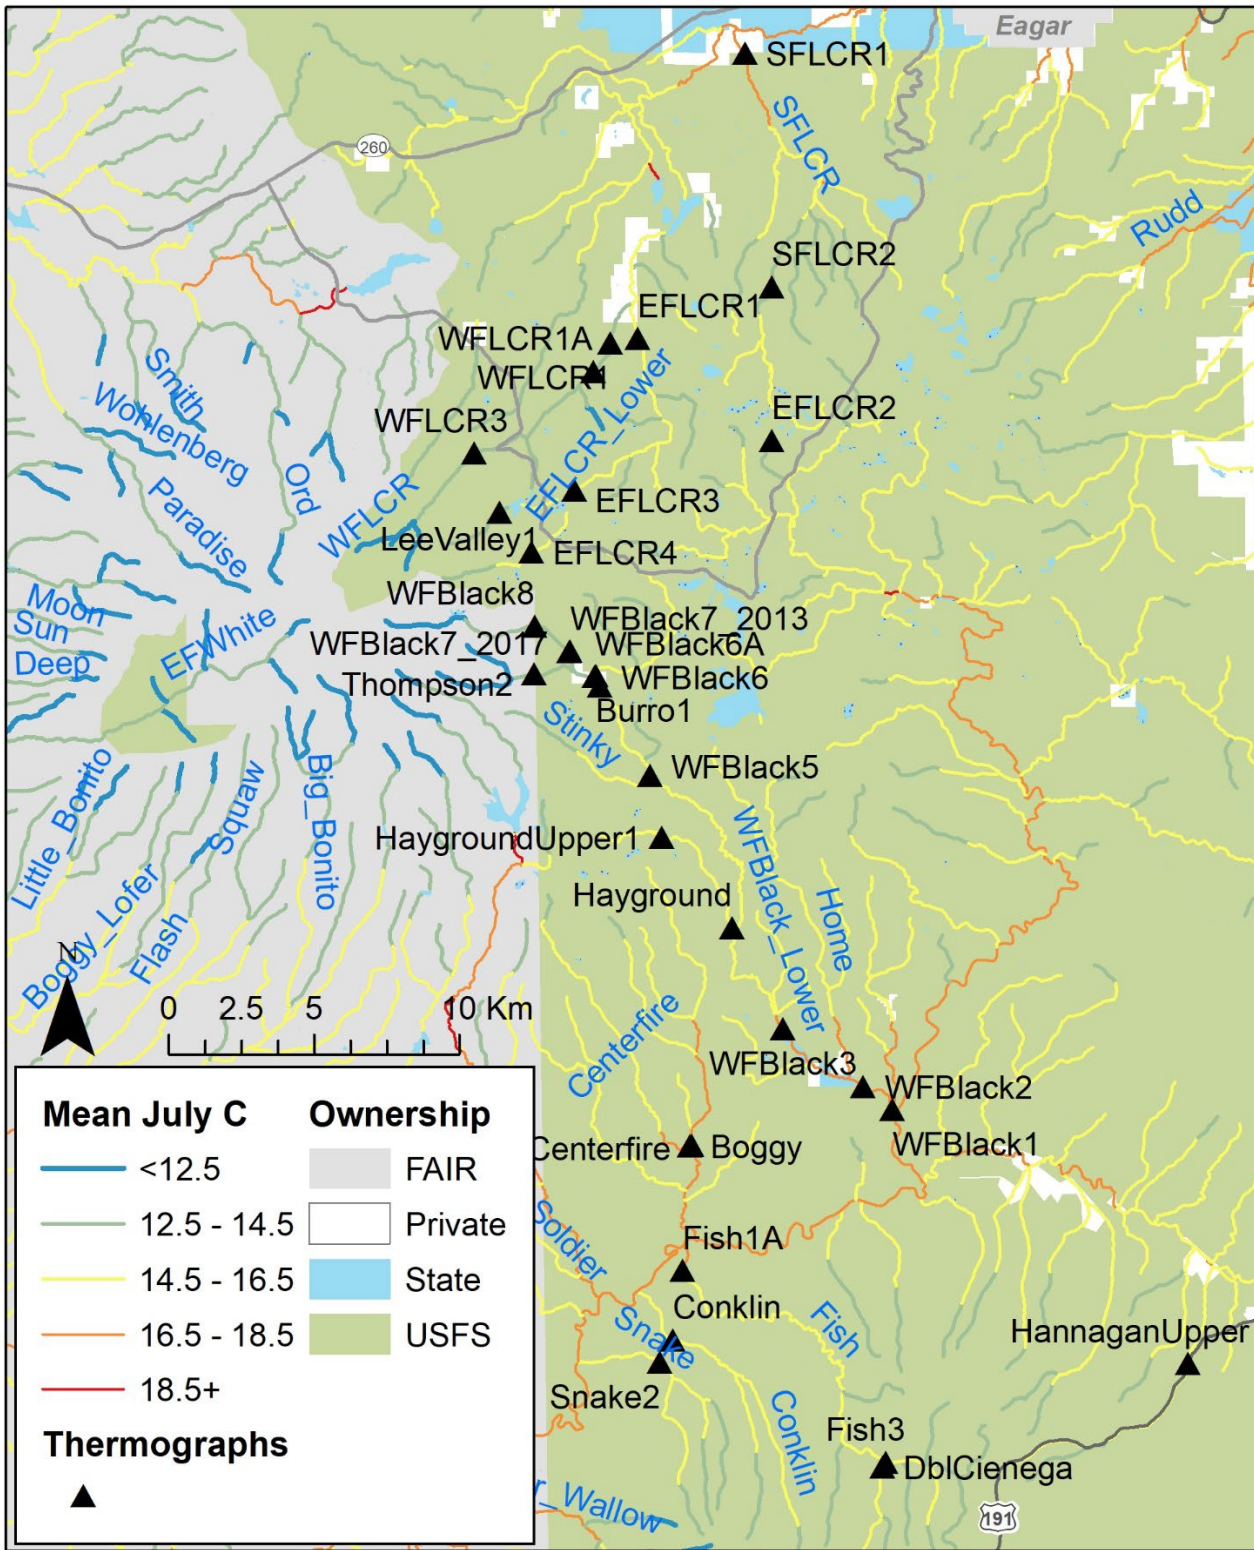 Eagar
SFLCR1
260
SFLCR
Rudd
SFLCR2
EFLCR1
WFLCR1A
WFLCR1
EFLCR_Lower
Smith
Wohlenberg
WFLCR3
EFLCR2
Ord
WFLCR
Paradise
EFLCR3
LeeValley1
EFLCR4
WFBlack8
Moon
Sun
Deep
EFWhite
WFBlack7_2013
WFBlack7_2017
WFBlack6A
Thompson2
WFBlack6
Burro1
Stinky
WFBlack5
Little_Bonito
Squaw
Big_Bonito
HaygroundUpper1
WFBlack_Lower
Boggy_Lofer
Flash
Hayground
Home
N
0 2.5 5 10 Km
Centerfire
WFBlack3
WFBlack2
WFBlack1
Centerfire
Boggy
Soldier
Fish1A
Conklin
Snake
Fish
HannaganUpper
Snake2
Conklin
Fish3
DblCienega
r_Wallow
191
Mean July C
<12.5
12.5 - 14.5
14.5 - 16.5
16.5 - 18.5
18.5+
Thermographs
Ownership
FAIR
Private
State
USFS